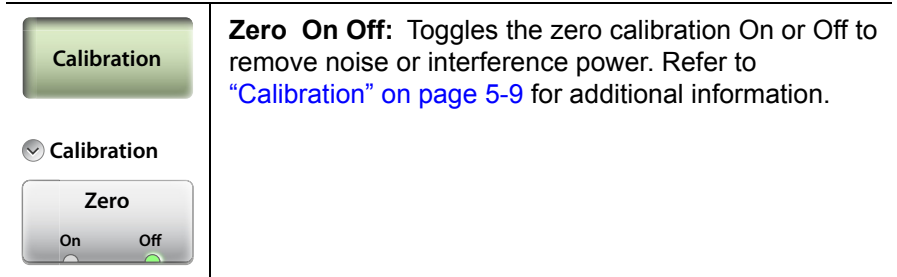 Calibration
Calibration
Zero
On Off
Zero On Off: Toggles the zero calibration On or Off to
remove noise or interference power. Refer to
“Calibration” on page 5-9 for additional information.